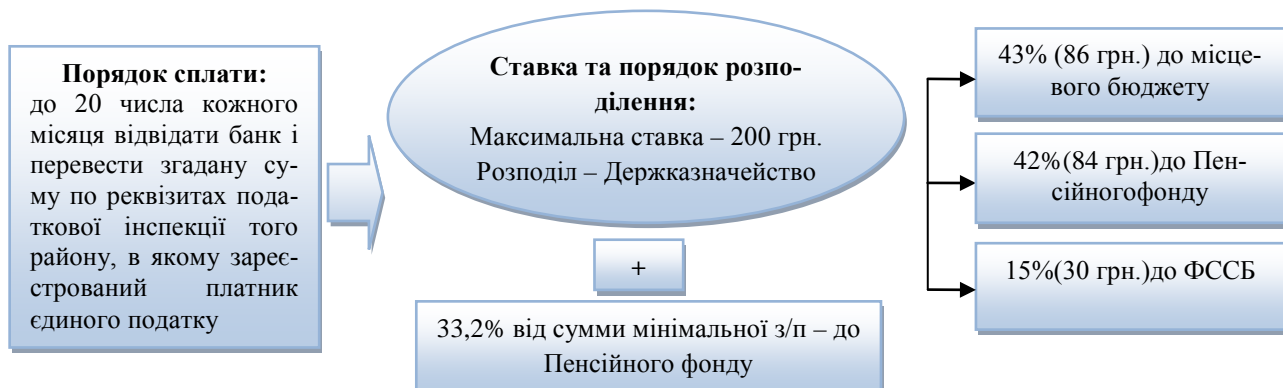 Порядок сплати:
до 20 числа кожного
місяця відвідати банк і
перевести згадану су-
му по реквізитах пода-
ткової інспекції того
району, в якому зареє-
стрований платник
єдиного податку
Ставка та порядок розпо-
ділення:
Максимальна ставка – 200 грн.
Розподіл – Держказначейство
+
33,2% від сумми мінімальної з/п – до
Пенсійного фонду
43% (86 грн.) до місце-
вого бюджету
42%(84 грн.)до Пен-
сійногофонду
15%(30 грн.)до ФССБ